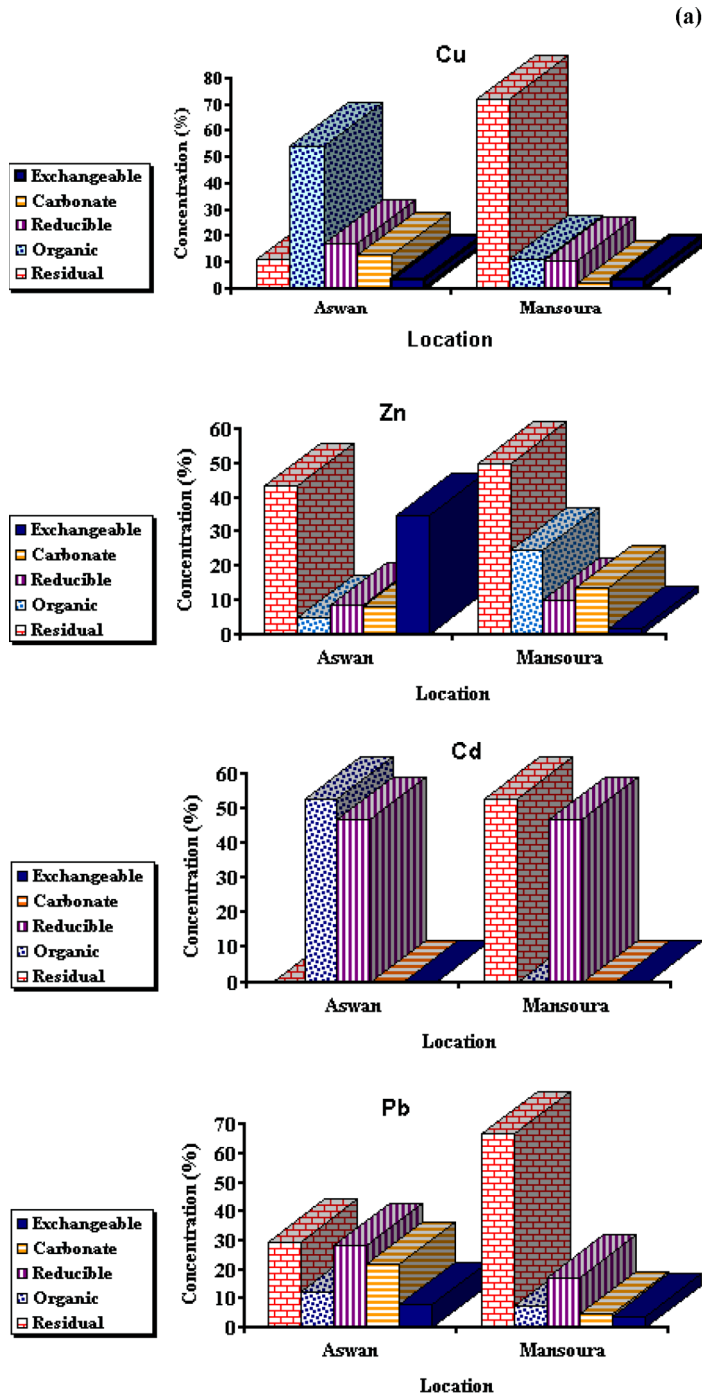 (a)
Cu
80
70
60
50
40
30
20
10
0
Concentration (%)
Exchangeable
Carbonate
Reducible
Organic
Residual
Aswan Mansoura
Location
Zn
60
50
40
30
20
10
0
Concentration (%)
Exchangeable
Carbonate
Reducible
Organic
Residual
Aswan Mansoura
Location
Cd
60
50
40
30
20
10
0
Concentration (%)
Exchangeable
Carbonate
Reducible
Organic
Residual
Aswan Mansoura
Location
Pb
70
60
50
40
30
20
10
0
Concentration (%)
Exchangeable
Carbonate
Reducible
Organic
Residual
Aswan Mansoura
Location